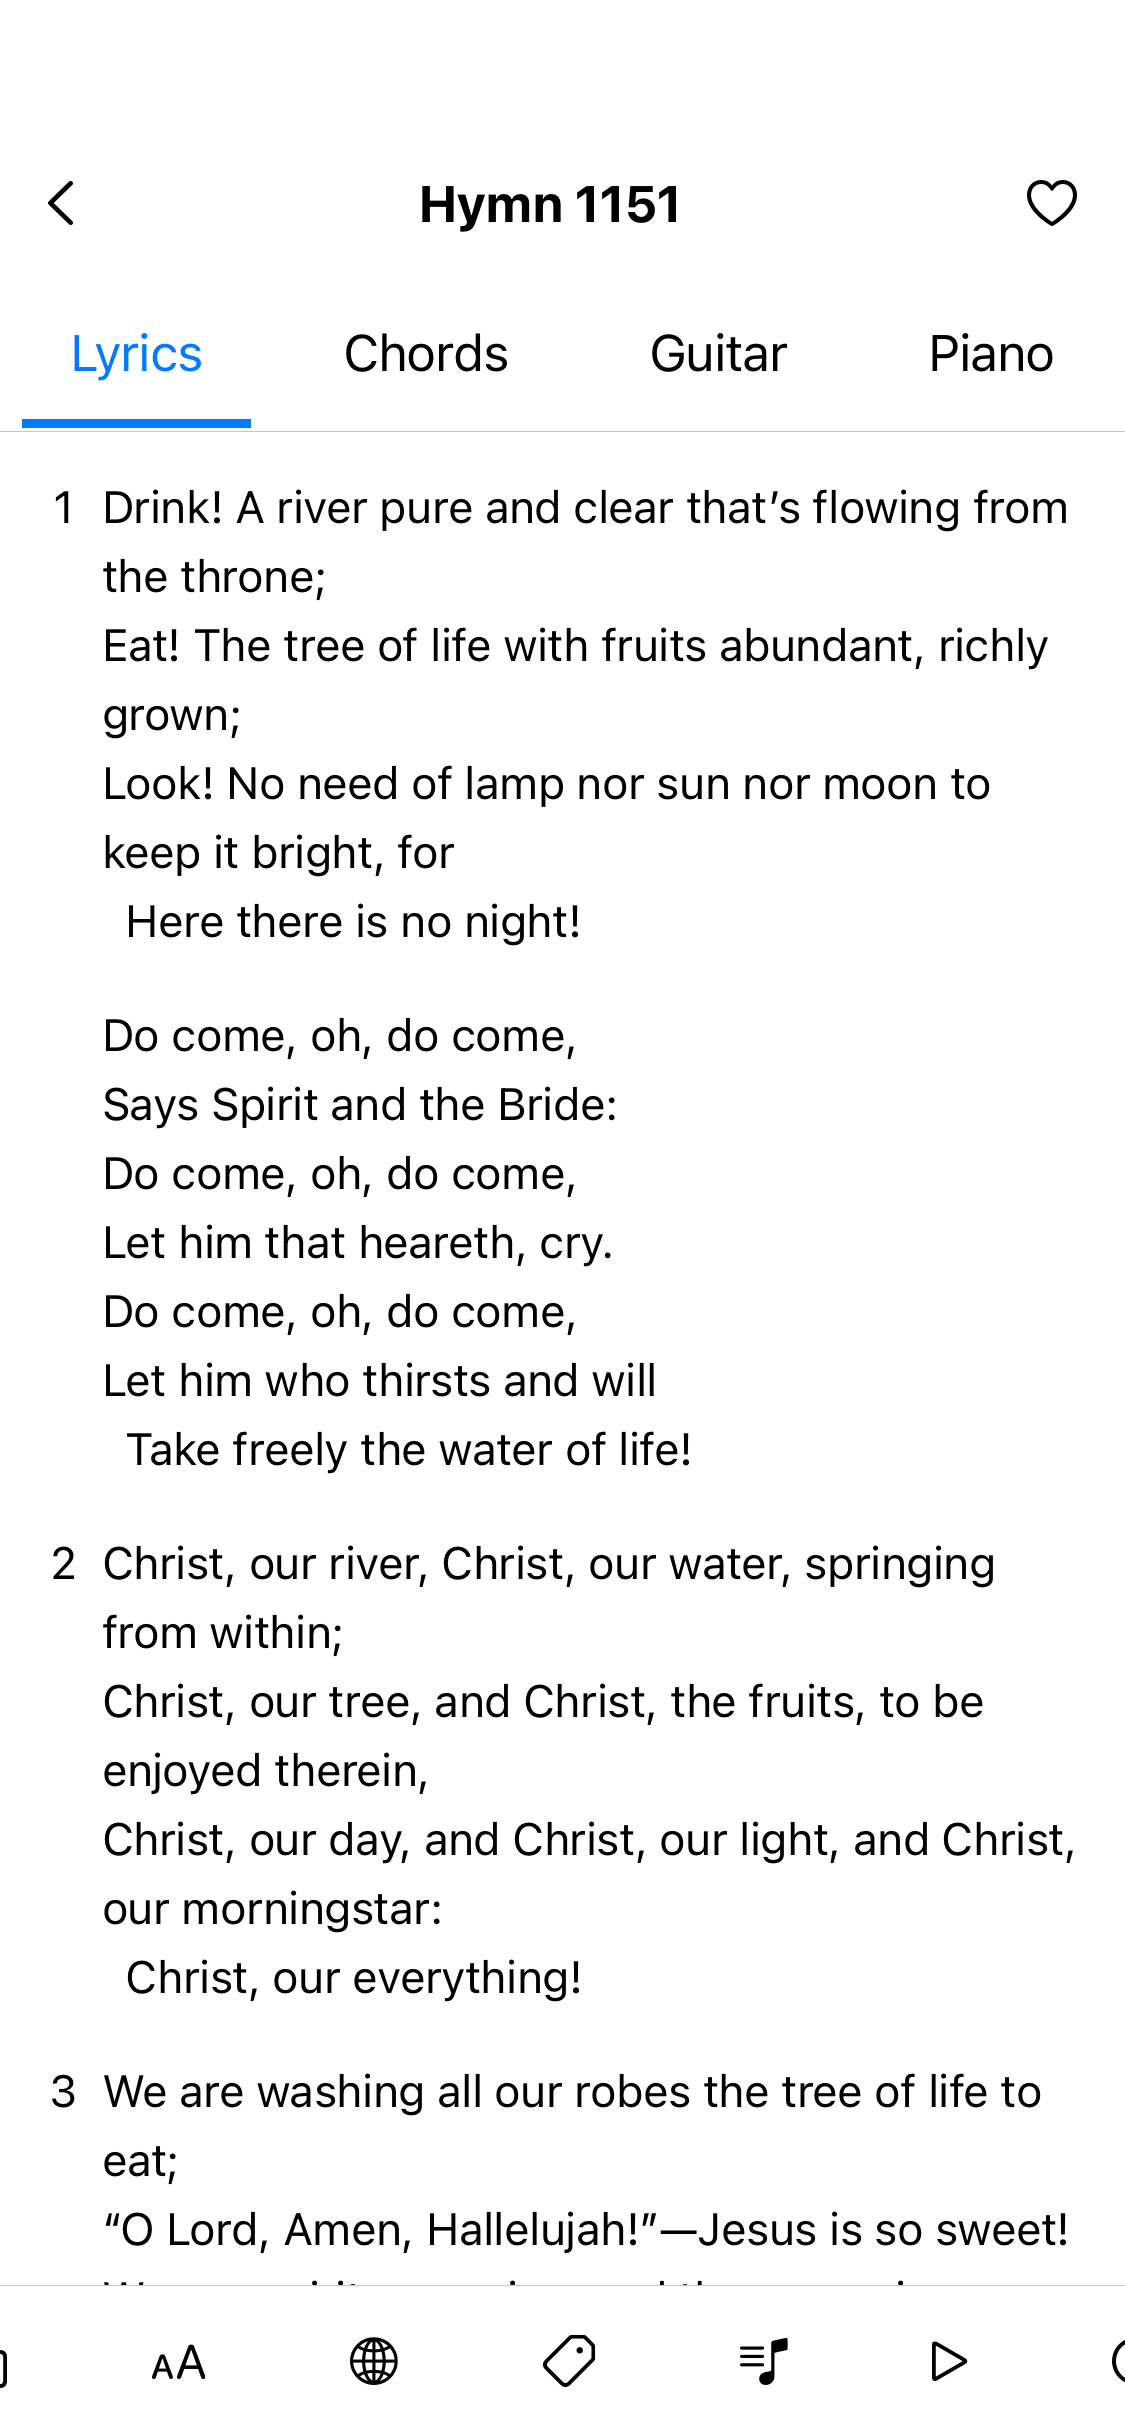 Hymn 1151
Lyrics Chords Guitar Piano
1 Drink! A river pure and clear that’s flowing from
the throne;
Eat! The tree of life with fruits abundant, richly
grown;
Look! No need of lamp nor sun nor moon to
keep it bright, for
Here there is no night!
Do come, oh, do come,
Says Spirit and the Bride:
Do come, oh, do come,
Let him that heareth, cry.
Do come, oh, do come,
Let him who thirsts and will
Take freely the water of life!
2 Christ, our river, Christ, our water, springing
from within;
Christ, our tree, and Christ, the fruits, to be
enjoyed therein,
Christ, our day, and Christ, our light, and Christ,
our morningstar:
Christ, our everything!
3 We are washing all our robes the tree of life to
eat;
“O Lord, Amen, Hallelujah!”—Jesus is so sweet!
AA